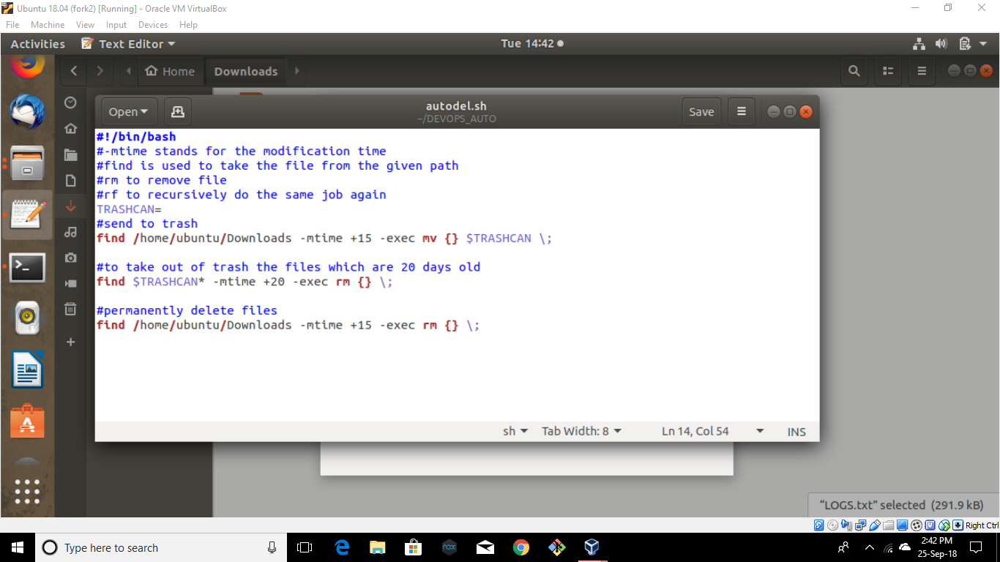 Ubuntu 18.04 (fork2) [Running] - Oracle VM VirtualBox
File Machine View Input Devices Help
Activities Text Editor Tue 14:42
Home Downloads
Open autodel.sh Save
~/DEVOPS_AUTO
#!/bin/bash
#-mtime stands for the modification time
#find is used to take the file from the given path
#rm to remove file
#rf to recursively do the same job again
TRASHCAN=
#send to trash
find /home/ubuntu/Downloads -mtime +15 -exec mv {} $TRASHCAN \;
#to take out of trash the files which are 20 days old
find $TRASHCAN* -mtime +20 -exec rm {} \;
#permanently delete files
find /home/ubuntu/Downloads -mtime +15 -exec rm {} \;
sh Tab Width: 8 Ln 14, Col 54 INS
“LOGS.txt” selected (291.9 kB)
Right Ctrl
Type here to search
nox
2:42 PM
25-Sep-18